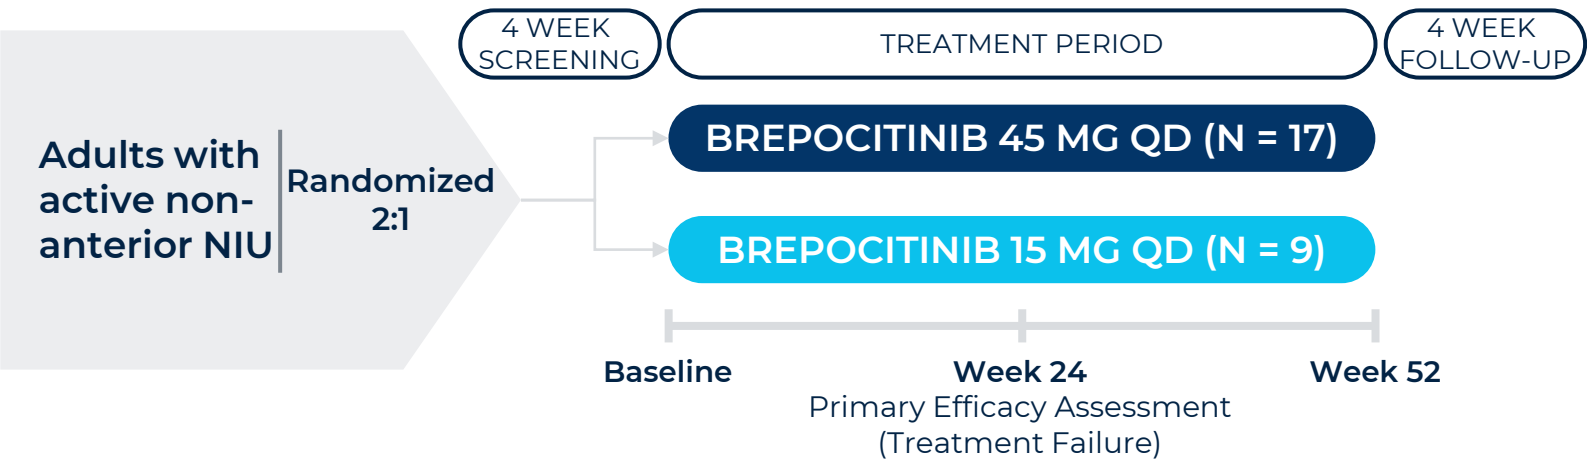 4 WEEK
SCREENING
TREATMENT PERIOD
4 WEEK
FOLLOW-UP
Adults with
active non-
anterior NIU
Randomized
2:1
BREPOCITINIB 45 MG QD (N = 17)
BREPOCITINIB 15 MG QD (N = 9)
Baseline
Week 24
Primary Efficacy Assessment
(Treatment Failure)
Week 52